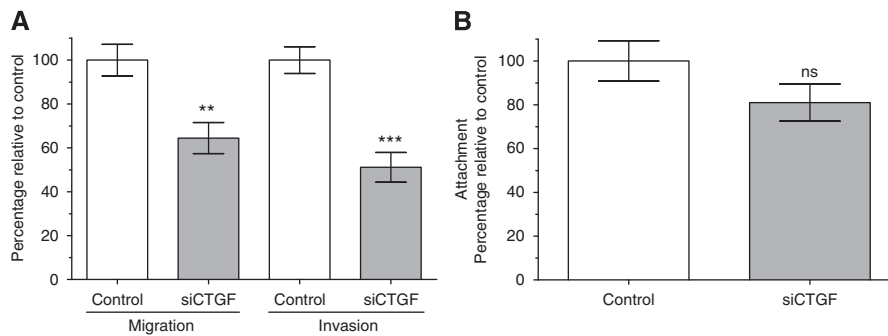 A
Percentage relative to control
100
80
60
40
20
0
**
***
Control
siCTGF
Control
siCTGF
Migration
Invasion
B
Attachment
Percentage relative to control
100
80
60
40
20
0
ns
Control
siCTGF